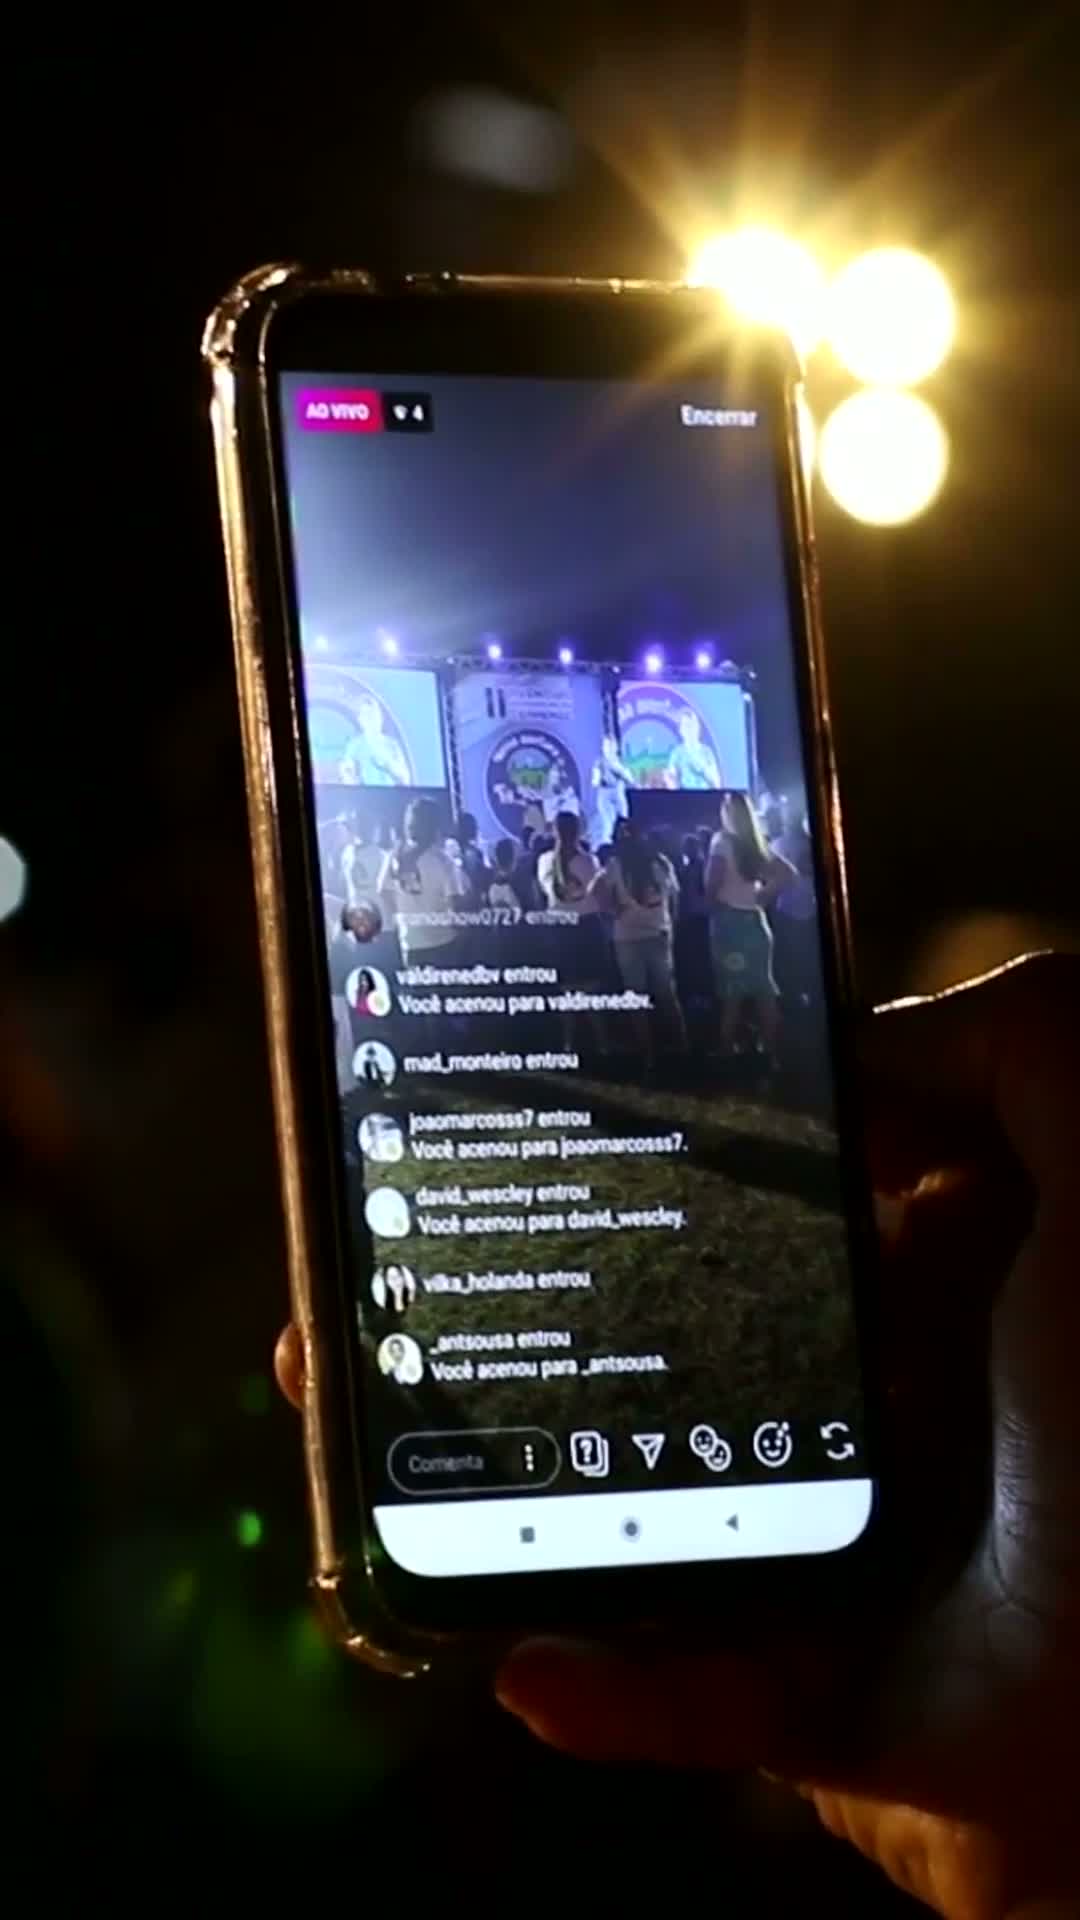 AO VIVO 4
Encerrar
entrou
valdirenedbv entrou
Você acenou para valdirenedbv.
mad_monteiro entrou
joaomarcosss7 entrou
Você acenou para joaomarcosss7.
david_wescley entrou
Você acenou para david_wescley.
vilka_holanda entrou
_antsousa entrou
Você acenou para _antsousa.
Comenta